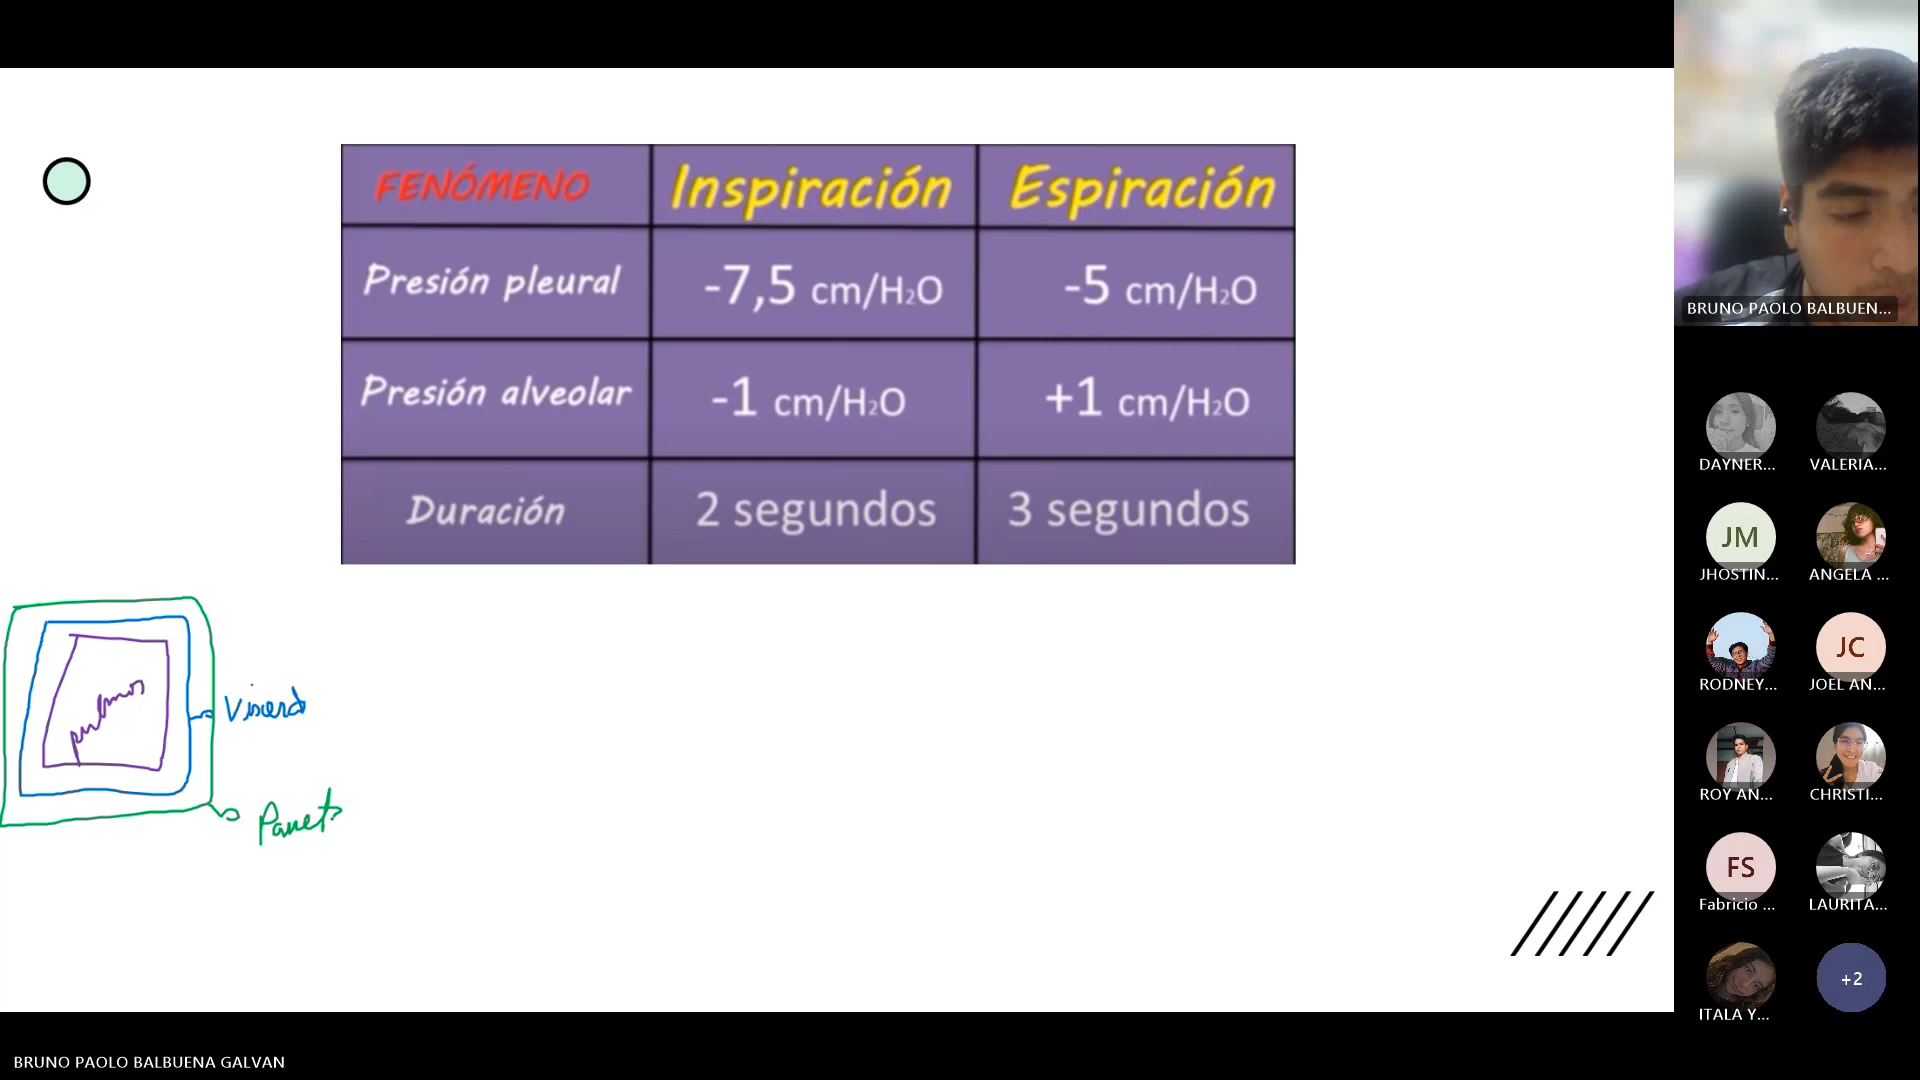 FENÓMENO Inspiración Espiración
Presión pleural -7,5 cm/H₂O -5 cm/H₂O
Presión alveolar -1 cm/H₂O +1 cm/H₂O
Duración 2 segundos 3 segundos
pulmos
Visceral
Pariet
BRUNO PAOLO BALBUEN...
DAYNER...
VALERIA...
JM
JHOSTIN...
ANGELA ...
RODNEY...
JC
JOEL AN...
ROY AN...
CHRISTI...
FS
Fabricio ...
LAURITA...
ITALA Y...
+2
BRUNO PAOLO BALBUENA GALVAN